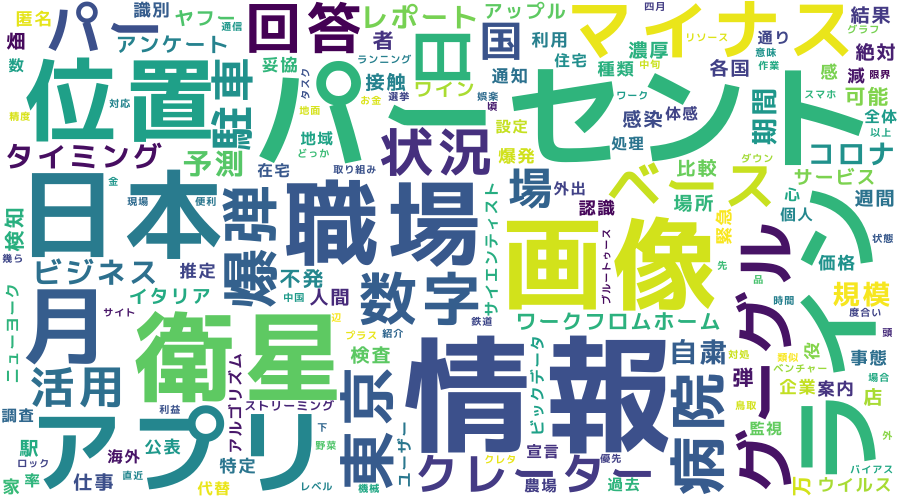 匿名
パー
識別
ヤフー
通信
回答
レポート
アップル
マイナス
四月
リソース
結果
グラフ
畑
アンケート
者
日
国
利用
濃厚
通り
絶対
数
位置
駐車
妥協
ランニング
接触
通知
住宅
種類
各国
感
減
限界
意味
作業
精度
対応
タスク
お金
選挙
ワイン
娯楽
頃
中旬
ワーク
スマホ
可能
地面
地域
どっか
パーセント
設定
感染
体感
期間
全体
以上
処理
タイミング
予測
在宅
取り組み
状況
爆発
比較
ダウン
コロナ
サービス
金
日本
現場
便利
爆弾
職場
場
外出
認識
ベース
場所
心
個人
週間
検知
幾ら
サイエンティスト
画像
ブルートゥース
緊急
先
グーグル
オンライン
状態
価格
ビジネス
推定
不発
数字
品
ニューヨーク
月
サイト
イタリア
中国
人間
鉄道
時間
規模
度合い
衛星
辺
プラス
紹介
ワークフロムホーム
役
頭
活用
アルゴリズム
検査
情報
ビッグデータ
自粛
対処
類似
ベンチャー
事態
場合
調査
利益
ストリーミング
東京
病院
弾
企業
案内
店
アプリ
下
野菜
ユーザー
鳥取
監視
外
駅
公表
ロック
海外
直近
特定
レベル
クレーター
クレタ
宣言
優先
バイアス
家
率
仕事
代替
機械
農場
過去
万
ウイルス